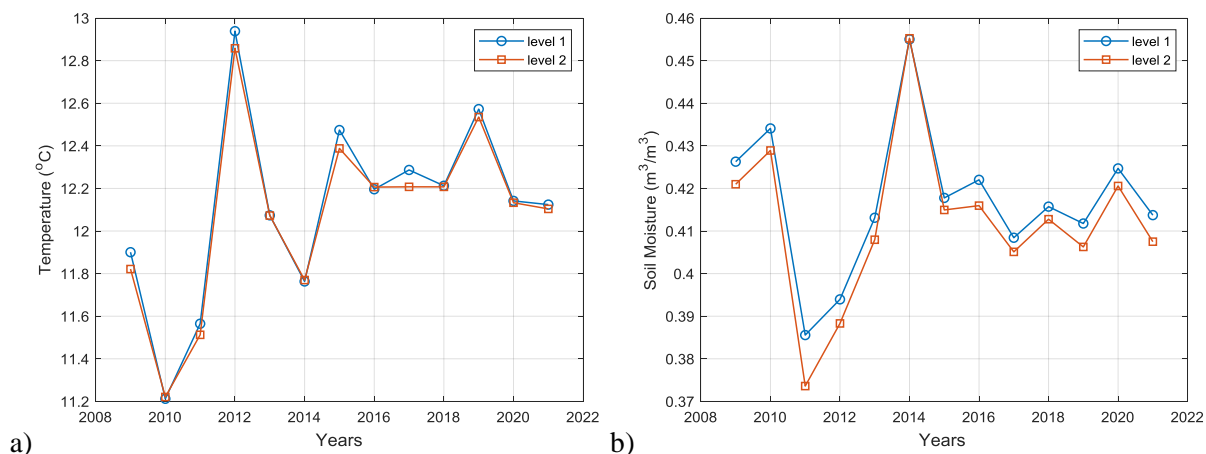 13
12.8
12.6
12.4
12.2
12
11.8
11.6
11.4
11.2
Temperature (°C)
level 1
level 2
2008 2010 2012 2014 2016 2018 2020 2022
Years
a)
0.46
0.45
0.44
0.43
0.42
0.41
0.4
0.39
0.38
0.37
Soil Moisture (m³/m³)
level 1
level 2
2008 2010 2012 2014 2016 2018 2020 2022
Years
b)